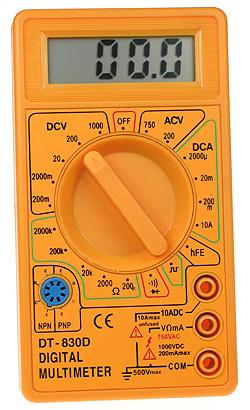 00.0
DCV 1000 OFF 750 ACV
200 200
20 DCA
2000m 2000µ
200m 20m
200m
2000k 10A
200k hFE
20k
2000 Ω 200
10ADC
10Amax
unfused
VΩmA
750VAC
1000VDC
200mAmax
COM
500Vmax
NPN PNP
CE
DT-830D
DIGITAL
MULTIMETER